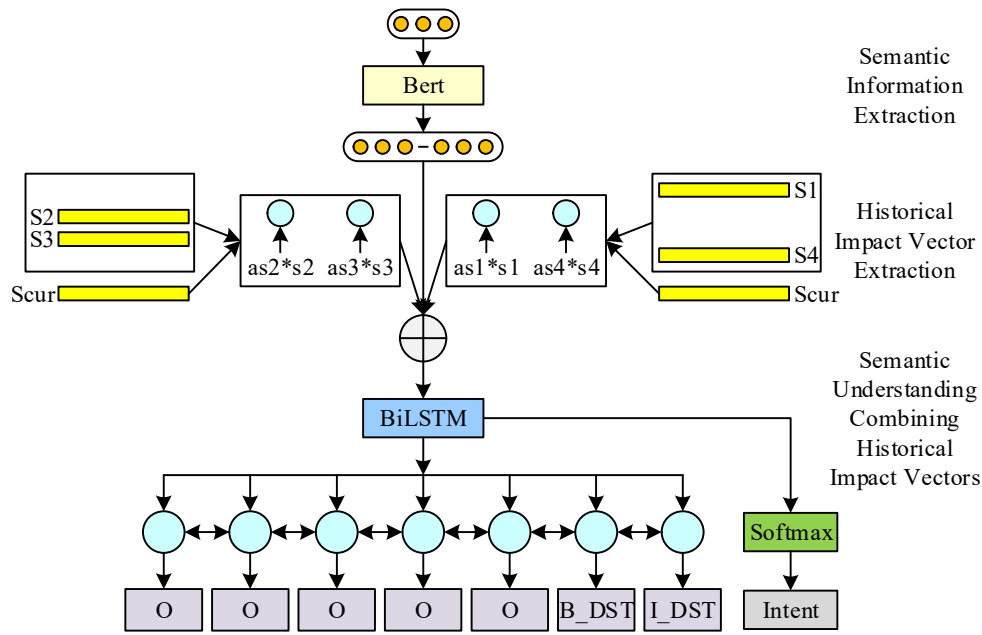 Semantic
Information
Extraction
Bert
S2
S3
Scur
as2*s2 as3*s3
as1*s1 as4*s4
S1
S4
Scur
Historical
Impact Vector
Extraction
Semantic
Understanding
Combining
Historical
Impact Vectors
BiLSTM
Softmax
O O O O O B_DST I_DST
Intent